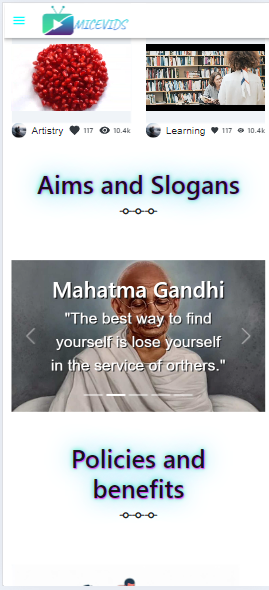 MICEVIDS
Artistry 117 10.4k Learning 117 10.4k
Aims and Slogans
Mahatma Gandhi
"The best way to find
yourself is lose yourself
in the service of orthers."
Policies and
benefits